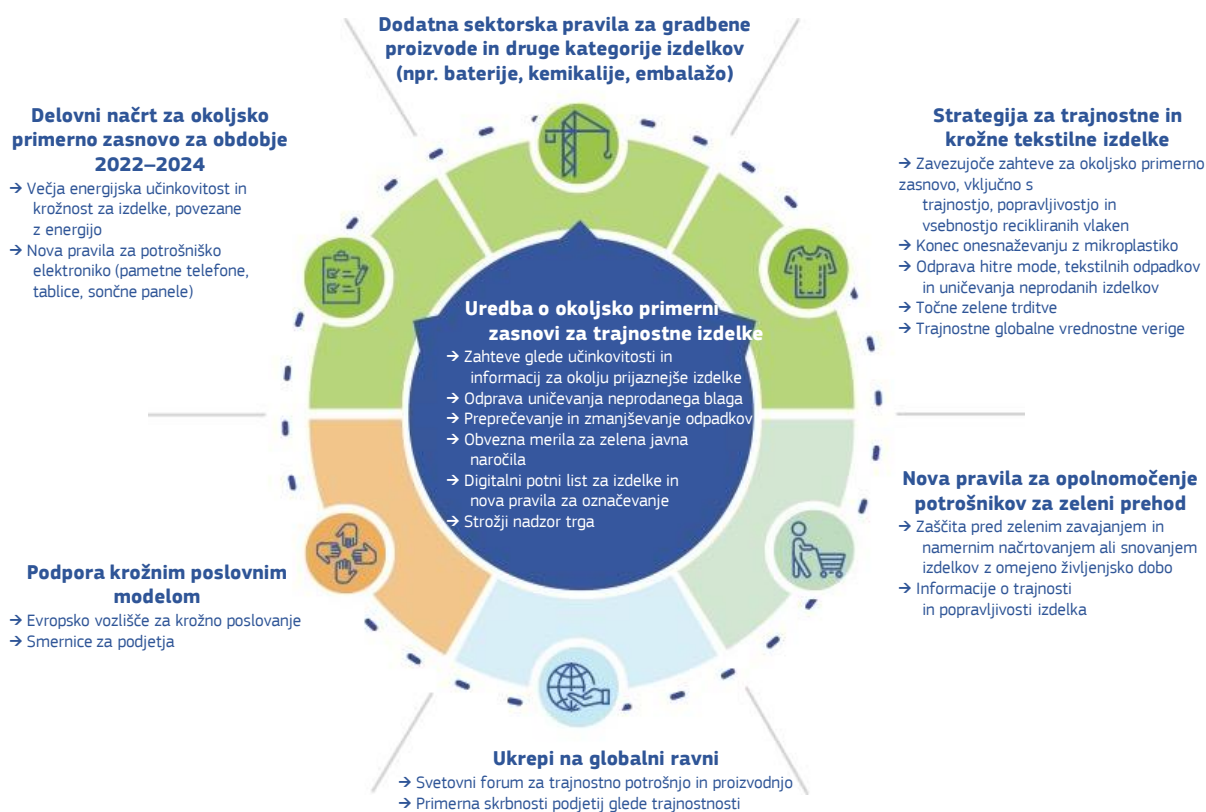 Dodatna sektorska pravila za gradbene
proizvode in druge kategorije izdelkov
(npr. baterije, kemikalije, embalažo)
Delovni načrt za okoljsko
primerno zasnovo za obdobje
2022–2024
→ Večja energijska učinkovitost in
krožnost za izdelke, povezane
z energijo
→ Nova pravila za potrošniško
elektroniko (pametne telefone,
tablice, sončne panele)
Strategija za trajnostne in
krožne tekstilne izdelke
→ Zavezujoče zahteve za okoljsko primerno
zasnovo, vključno s
trajnostjo, popravljivostjo in
vsebnostjo recikliranih vlaken
→ Konec onesnaževanju z mikroplastiko
→ Odprava hitre mode, tekstilnih odpadkov
in uničevanja neprodanih izdelkov
→ Točne zelene trditve
→ Trajnostne globalne vrednostne verige
Uredba o okoljsko primerni
zasnovi za trajnostne izdelke
→ Zahteve glede učinkovitosti in
informacij za okolju prijaznejše izdelke
→ Odprava uničevanja neprodanega blaga
→ Preprečevanje in zmanjševanje odpadkov
→ Obvezna merila za zelena javna
naročila
→ Digitalni potni list za izdelke in
nova pravila za označevanje
→ Strožji nadzor trga
Nova pravila za opolnomočenje
potrošnikov za zeleni prehod
→ Zaščita pred zelenim zavajanjem in
namernim načrtovanjem ali snovanjem
izdelkov z omejeno življenjsko dobo
→ Informacije o trajnosti
in popravljivosti izdelka
Podpora krožnim poslovnim
modelom
→ Evropsko vozlišče za krožno poslovanje
→ Smernice za podjetja
Ukrepi na globalni ravni
→ Svetovni forum za trajnostno potrošnjo in proizvodnjo
→ Primerna skrbnosti podjetij glede trajnostnosti